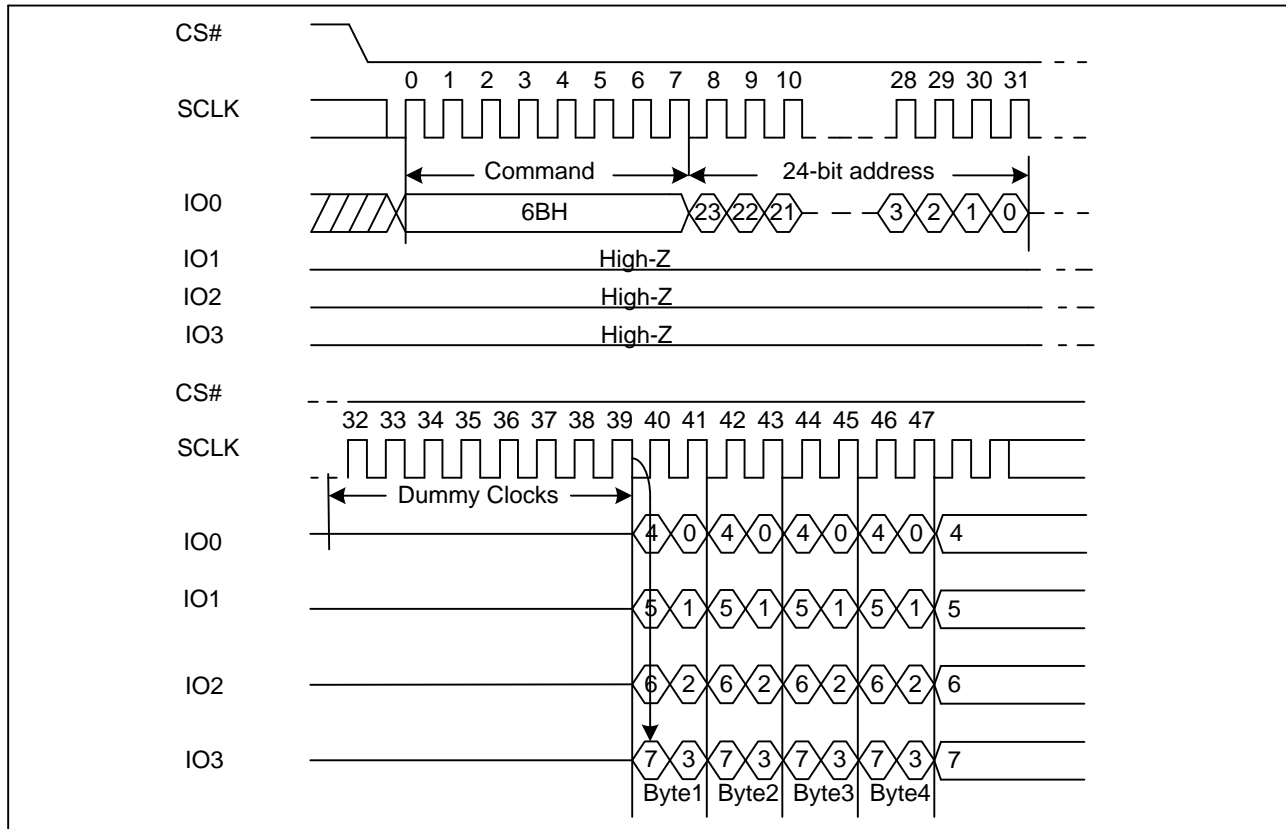 CS#
0 1 2 3 4 5 6 7 8 9 10 28 29 30 31
SCLK
Command 24-bit address
IO0 6BH 23 22 21 3 2 1 0
IO1 High-Z
IO2 High-Z
IO3 High-Z
CS#
32 33 34 35 36 37 38 39 40 41 42 43 44 45 46 47
SCLK
Dummy Clocks
IO0 4 0 4 0 4 0 4 0 4
IO1 5 1 5 1 5 1 5 1 5
IO2 6 2 6 2 6 2 6 2 6
IO3 7 3 7 3 7 3 7 3 7
Byte1 Byte2 Byte3 Byte4